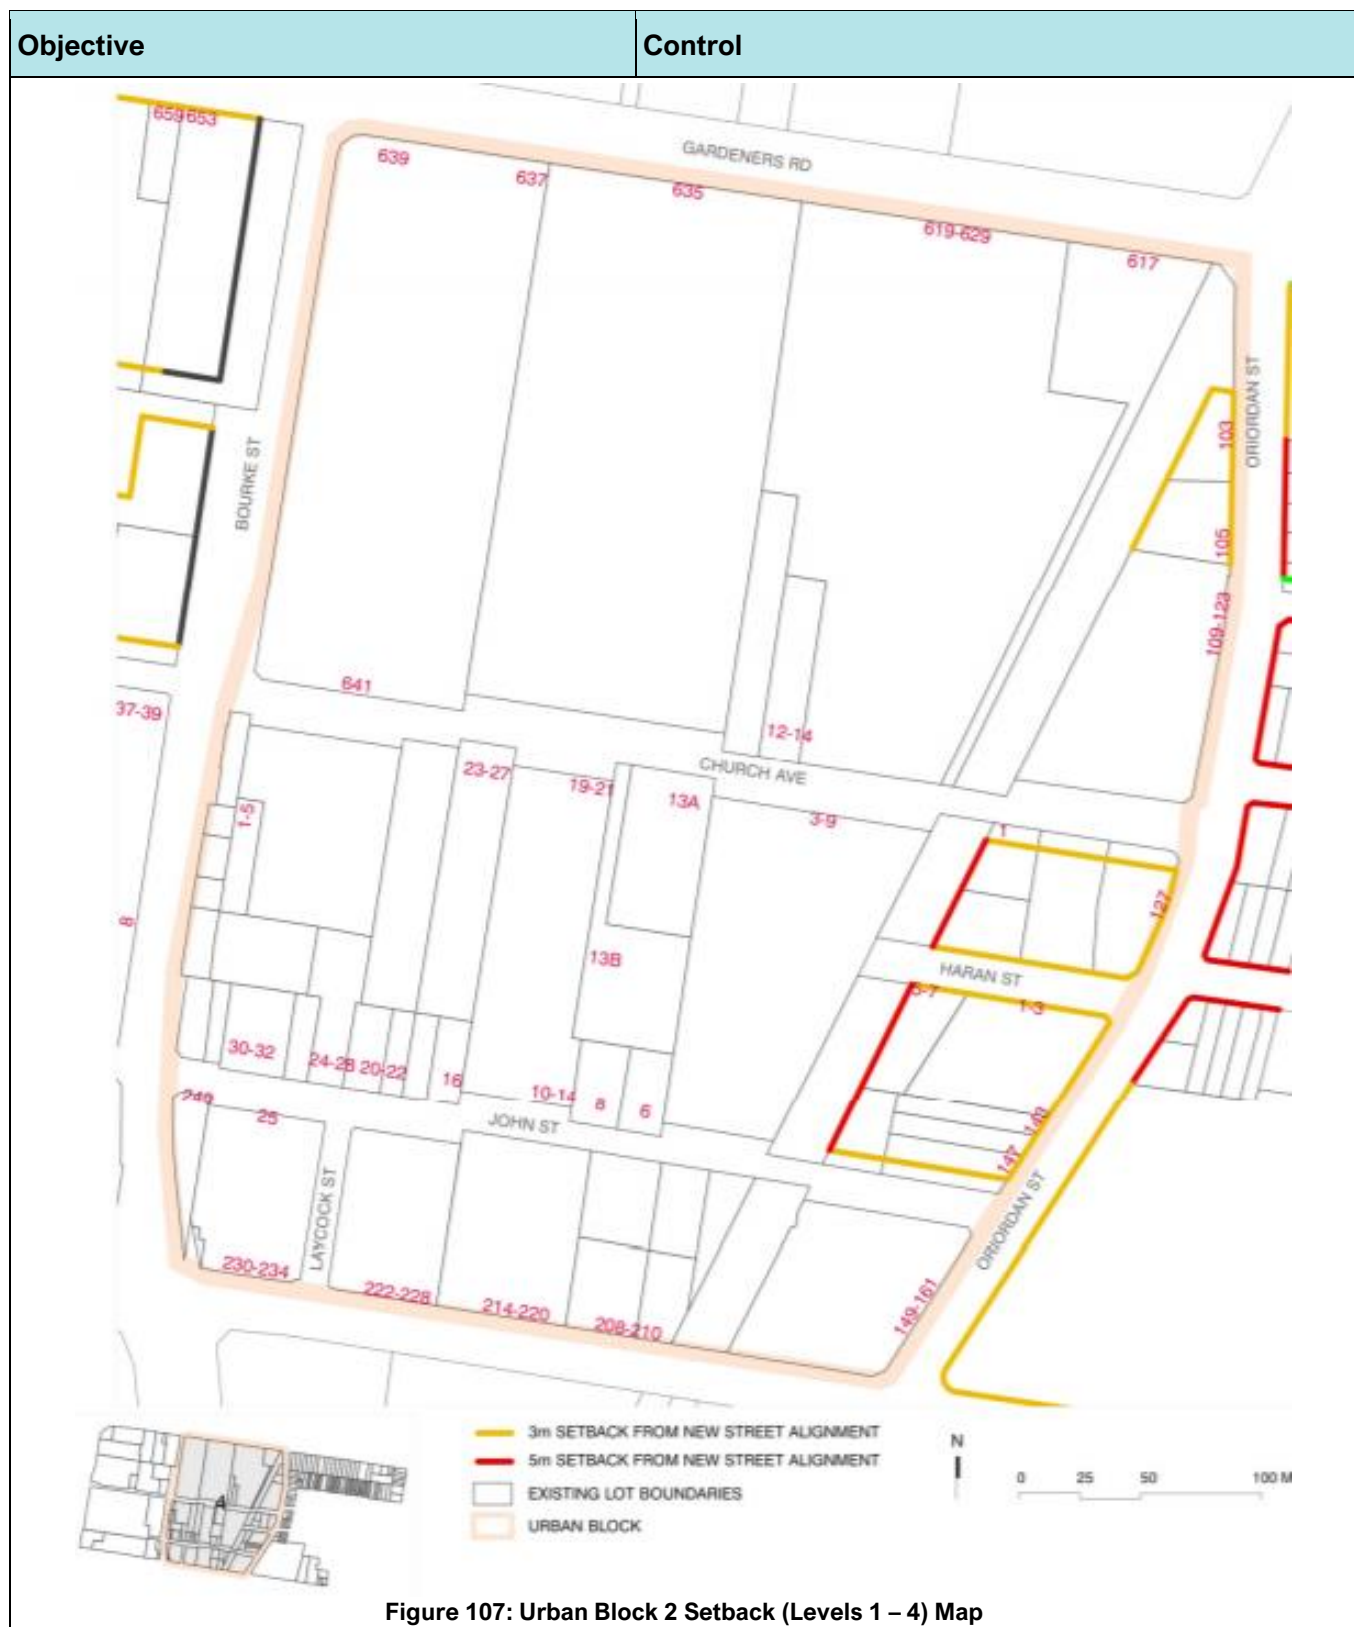 Objective
Control
659 653
639
637
635
GARDENERS RD
619-629
617
ORIORDAN ST
103
105
109-123
BOURKE ST
641
37-39
12-14
CHURCH AVE
23-27
19-21
13A
3-9
1
1-5
127
8
13B
HARAN ST
5-7
1-3
30-32
24-28
20-22
16
10-14
8
6
249
25
JOHN ST
143
147
LAYCOCK ST
ORIORDAN ST
230-234
222-228
214-220
208-210
149-161
3m SETBACK FROM NEW STREET ALIGNMENT
5m SETBACK FROM NEW STREET ALIGNMENT
EXISTING LOT BOUNDARIES
URBAN BLOCK
N
0 25 50 100 M
A
Figure 107: Urban Block 2 Setback (Levels 1 – 4) Map